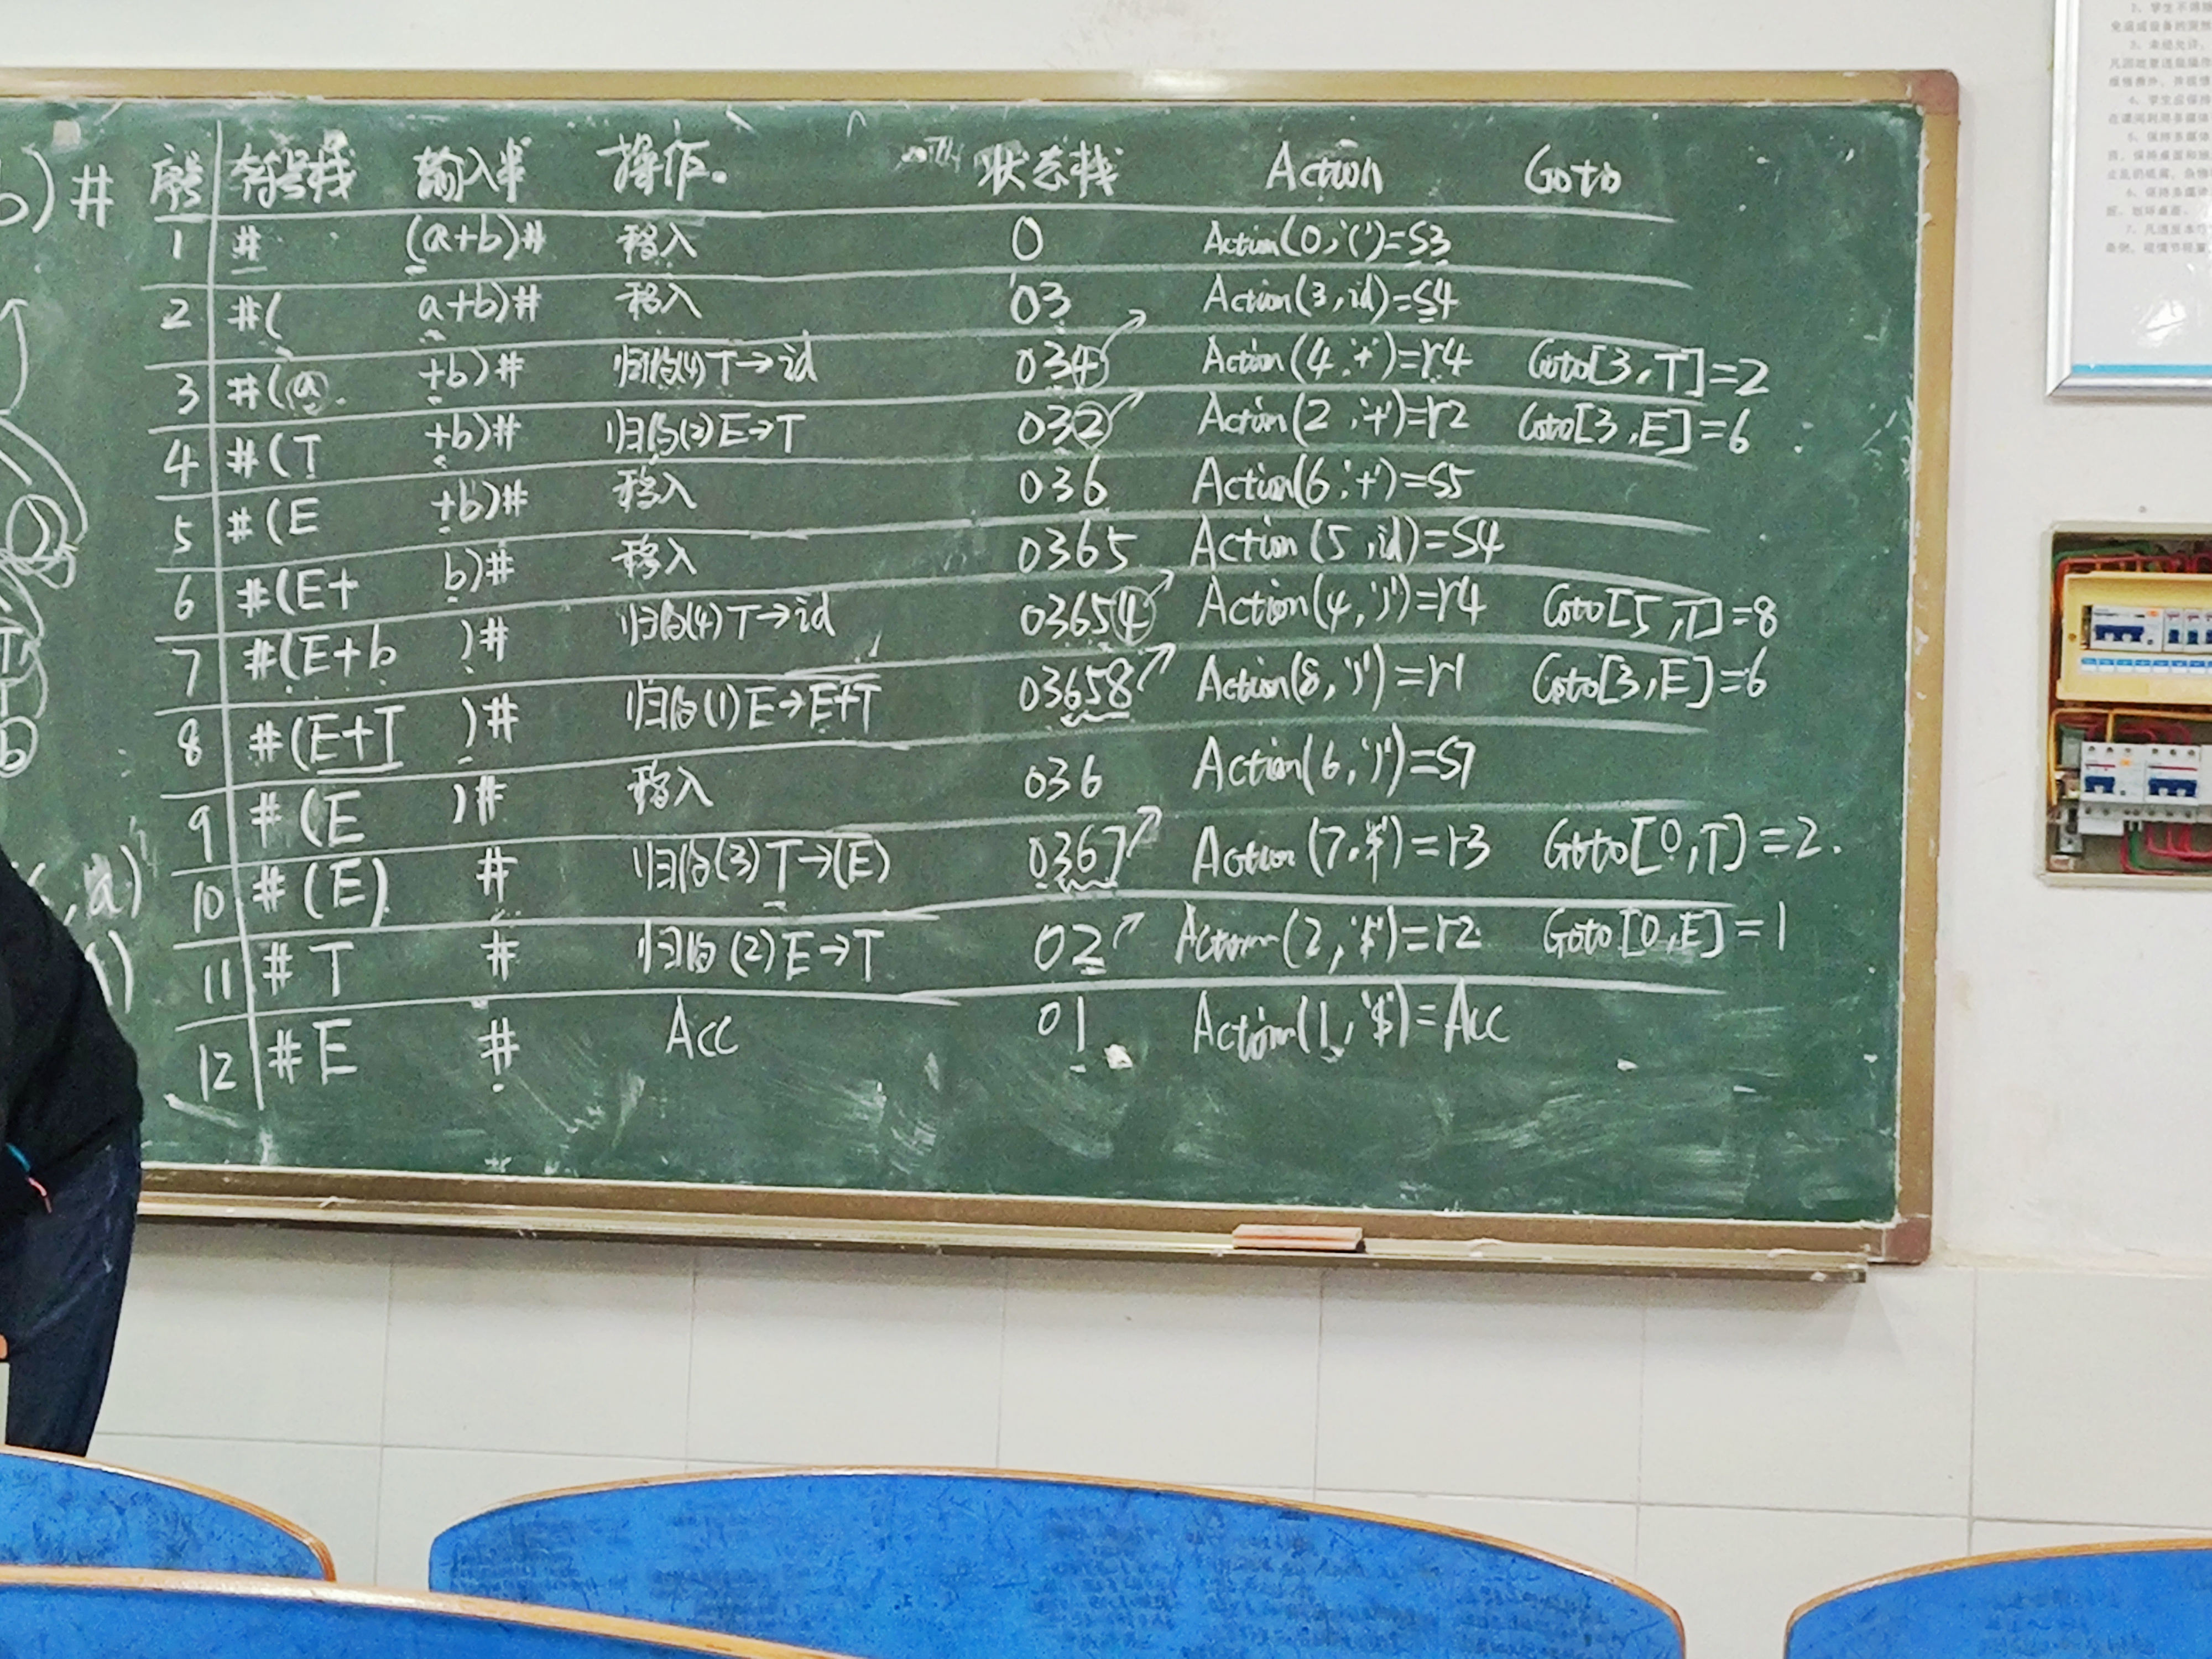 b)# 序号 符号栈 输入串 操作. 状态栈 Action Goto
1 # (a+b)# 移入 0 Action(0,'(')=S3
2 #( a+b)# 移入 03 Action(3,id)=S4
3 #(a +b)# 归约(4)T→id 034 Action(4,'+')=r4 Goto[3,T]=2
4 #(T +b)# 归约(2)E→T 032 Action(2,'+')=r2 Goto[3,E]=6
5 #(E +b)# 移入 036 Action(6,'+')=S5
6 #(E+ b)# 移入 0365 Action(5,id)=S4
7 #(E+b )# 归约(4)T→id 03654 Action(4,')')=r4 Goto[5,T]=8
8 #(E+T )# 归约(1)E→E+T 03658 Action(8,')')=r1 Goto[3,E]=6
9 #(E )# 移入 036 Action(6,')')=S7
10 #(E) # 归约(3)T→(E) 0367 Action(7,'$')=r3 Goto[0,T]=2.
11 #T # 归约(2)E→T 02 Action(2,'$')=r2 Goto[0,E]=1
12 #E # Acc 01 Action(1,'$')=Acc
,a)
T
b